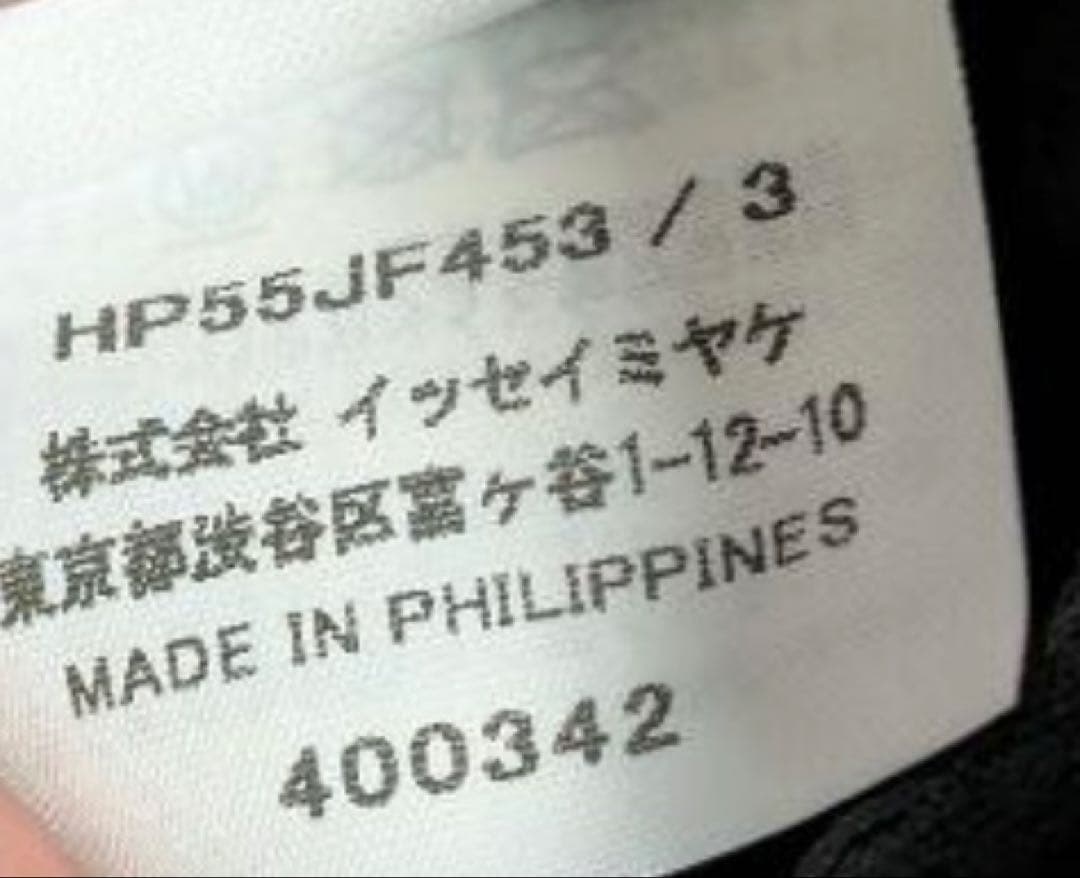 HP55JF453 / 3
株式会社 イッセイミヤケ
東京都渋谷区富ケ谷1-12-10
MADE IN PHILIPPINES
400342